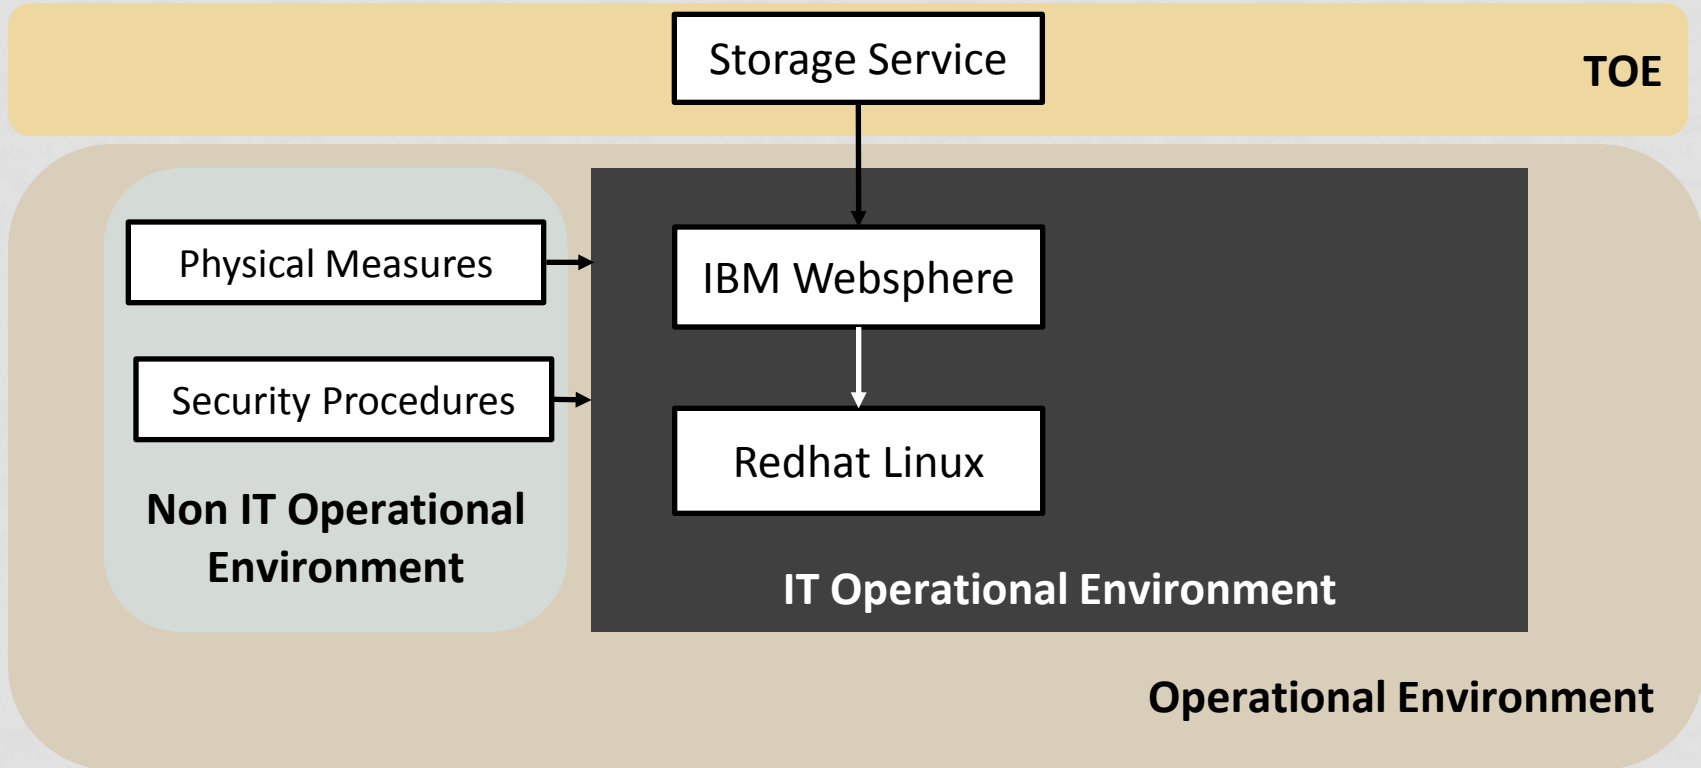 Storage Service
TOE
Physical Measures
IBM Websphere
Security Procedures
Redhat Linux
Non IT Operational
Environment
IT Operational Environment
Operational Environment